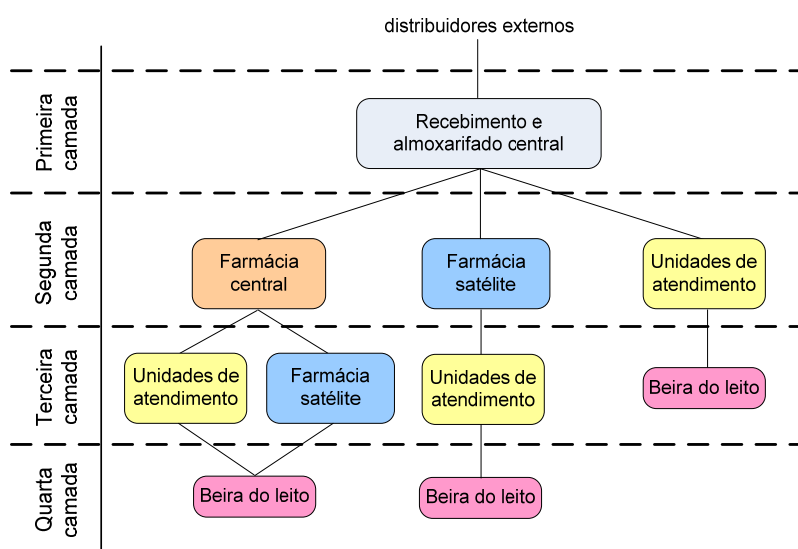 distribuidores externos
Primeira
camada
Recebimento e
almoxarifado central
Segunda
camada
Farmácia
central
Farmácia
satélite
Unidades de
atendimento
Terceira
camada
Unidades de
atendimento
Farmácia
satélite
Unidades de
atendimento
Beira do leito
Quarta
camada
Beira do leito
Beira do leito